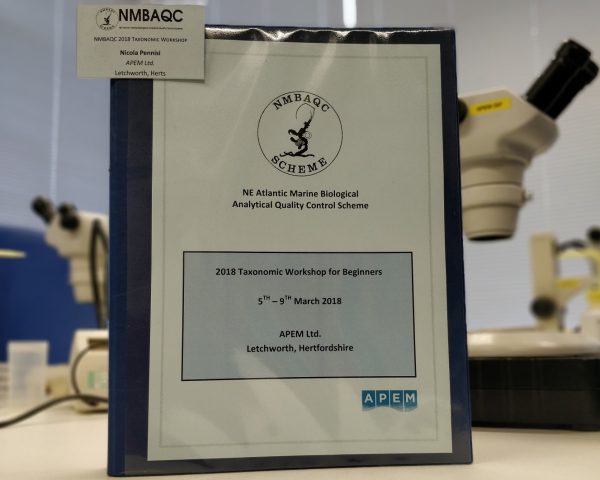 NMBAQC
NMBAQC 2018 TAXONOMIC WORKSHOP
Nicola Pennisi
APEM Ltd.
Letchworth, Herts
NMBAQC
SCHEME
NE Atlantic Marine Biological
Analytical Quality Control Scheme
2018 Taxonomic Workshop for Beginners
5TH – 9TH March 2018
APEM Ltd.
Letchworth, Hertfordshire
APEM